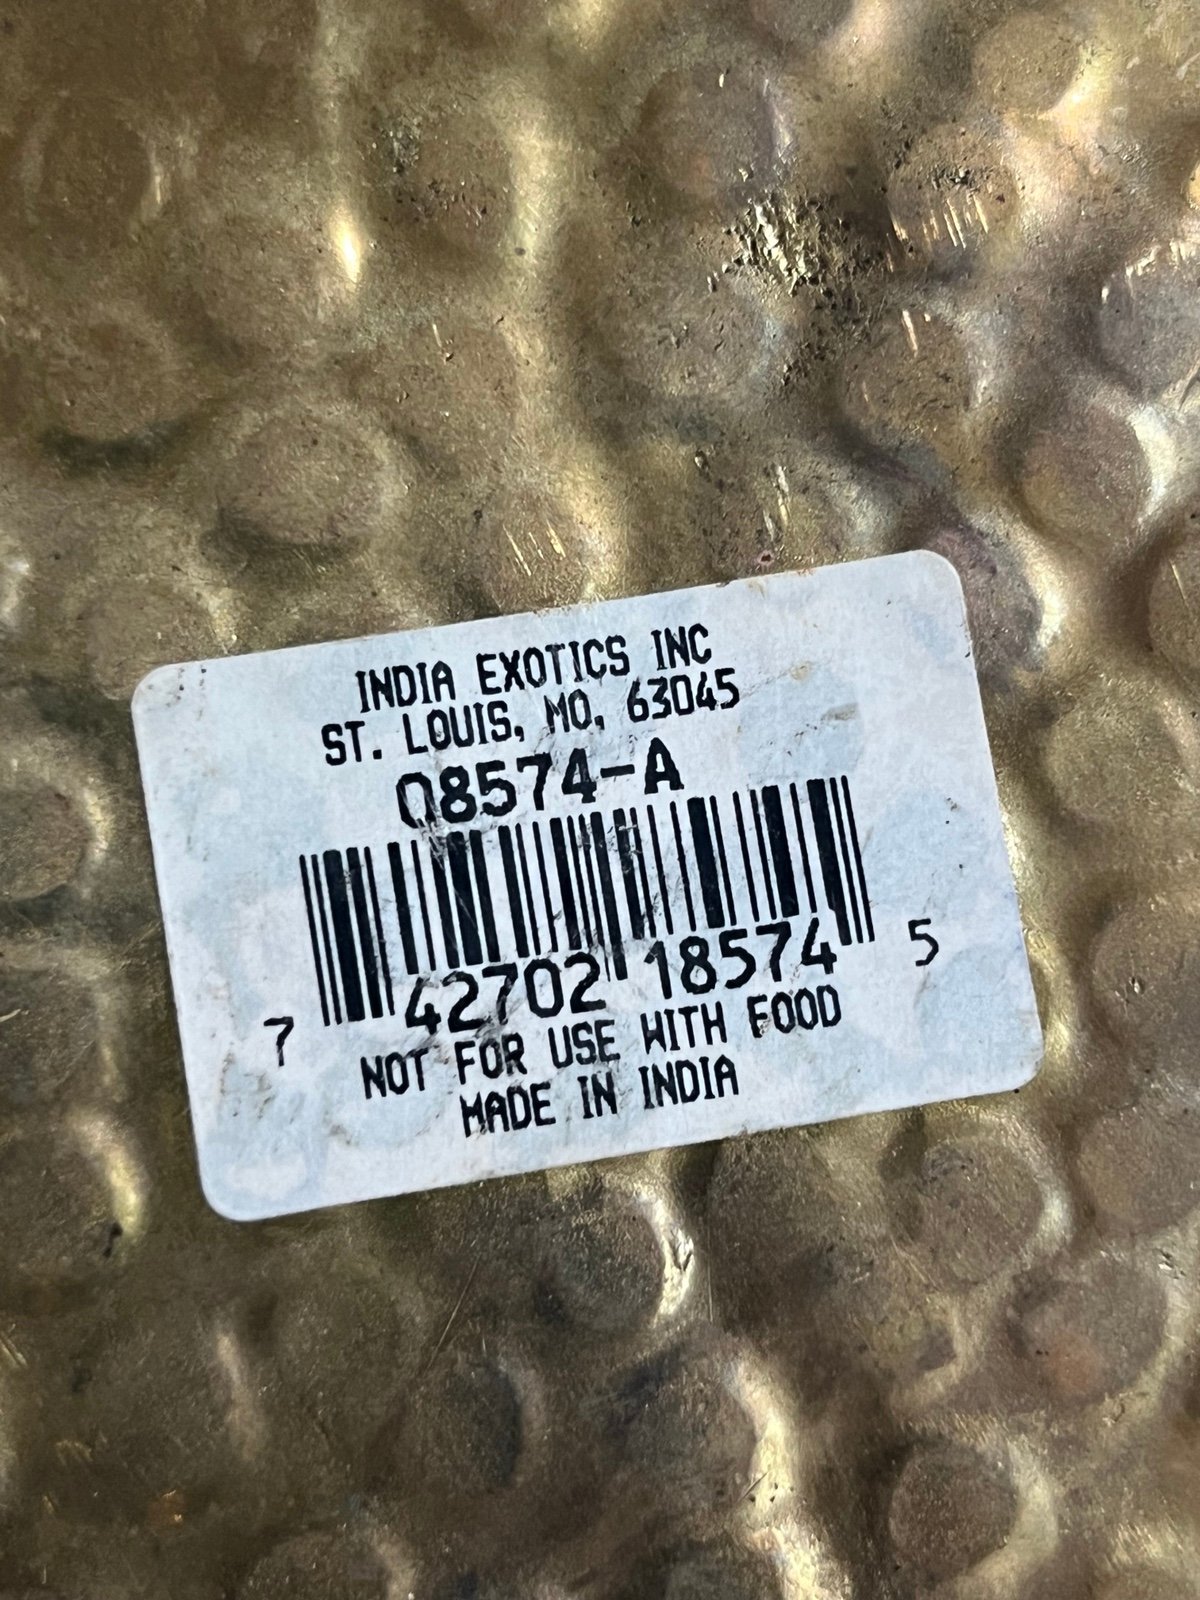 INDIA EXOTICS INC
ST. LOUIS, MO, 63045
08574-A
7 42702 18574 5
NOT FOR USE WITH FOOD
MADE IN INDIA